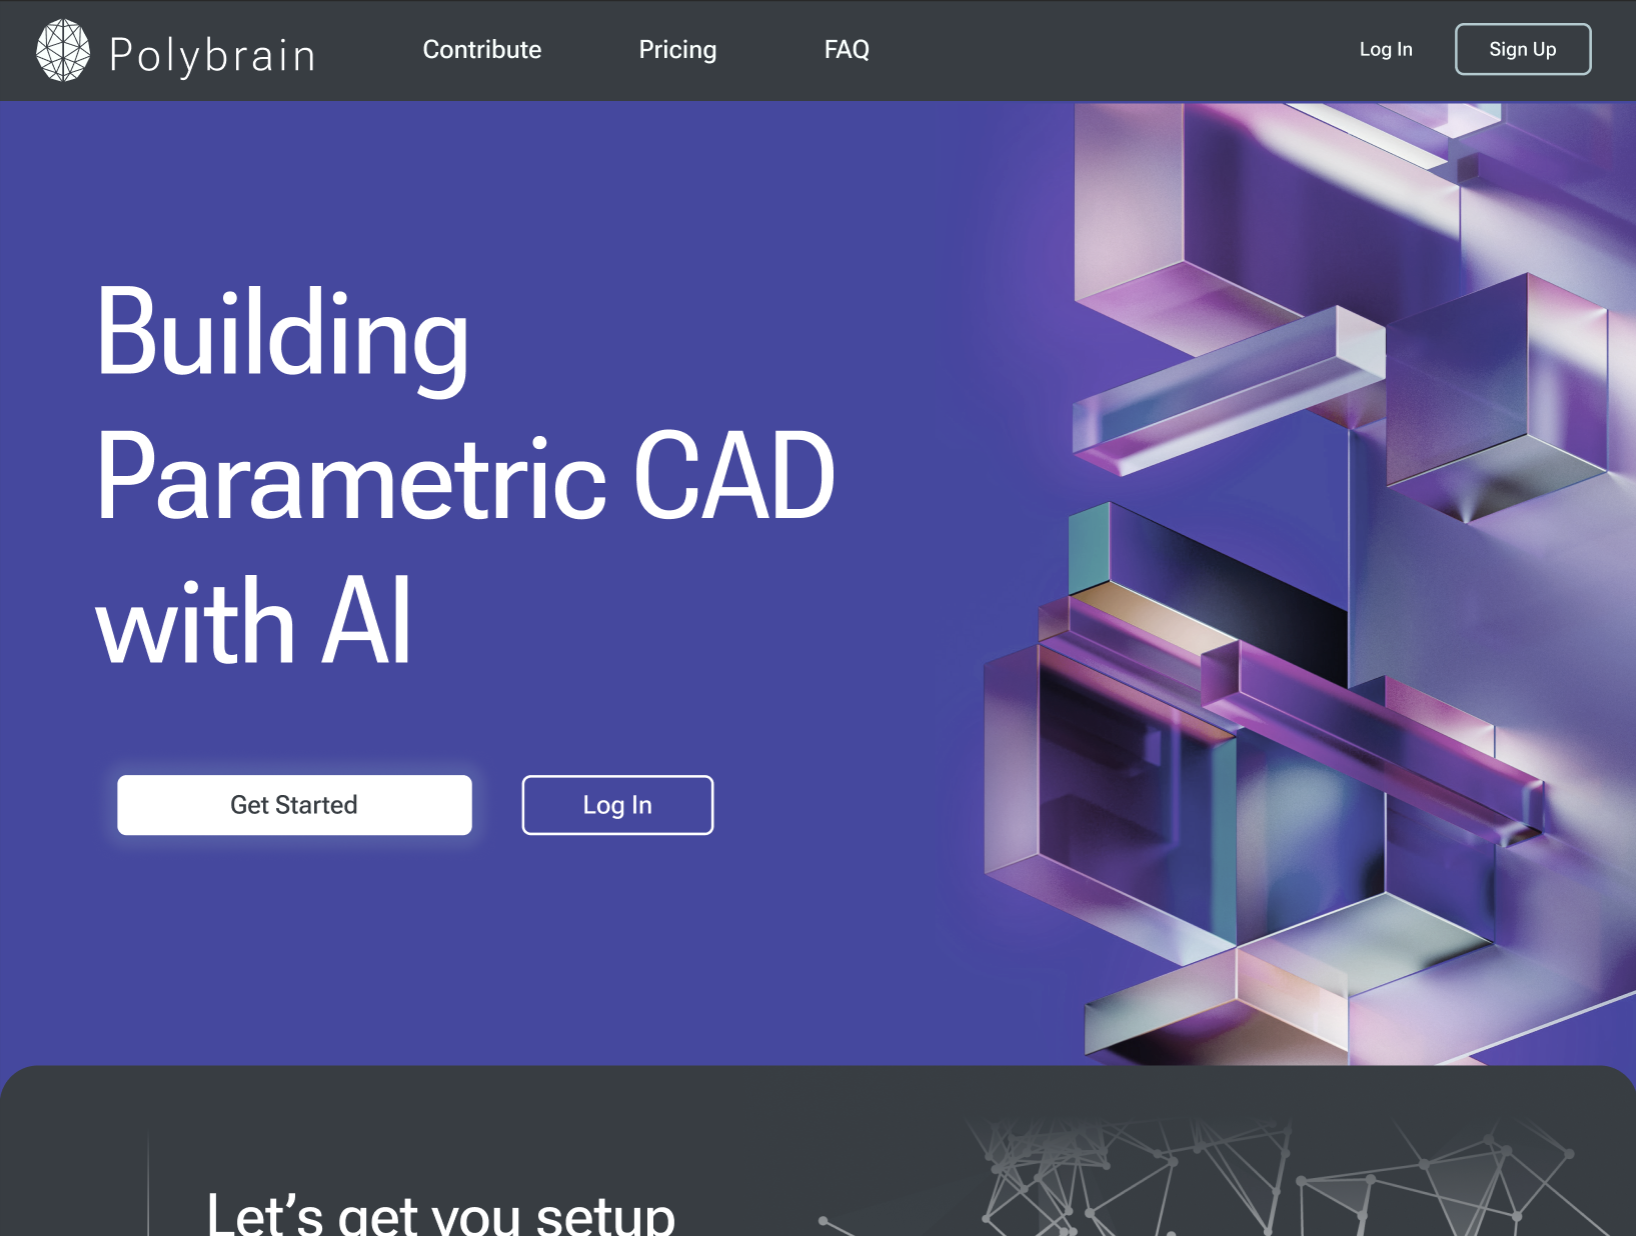 Polybrain
Contribute
Pricing
FAQ
Log In
Sign Up
Building
Parametric CAD
with AI
Get Started
Log In
Let’s get you setup